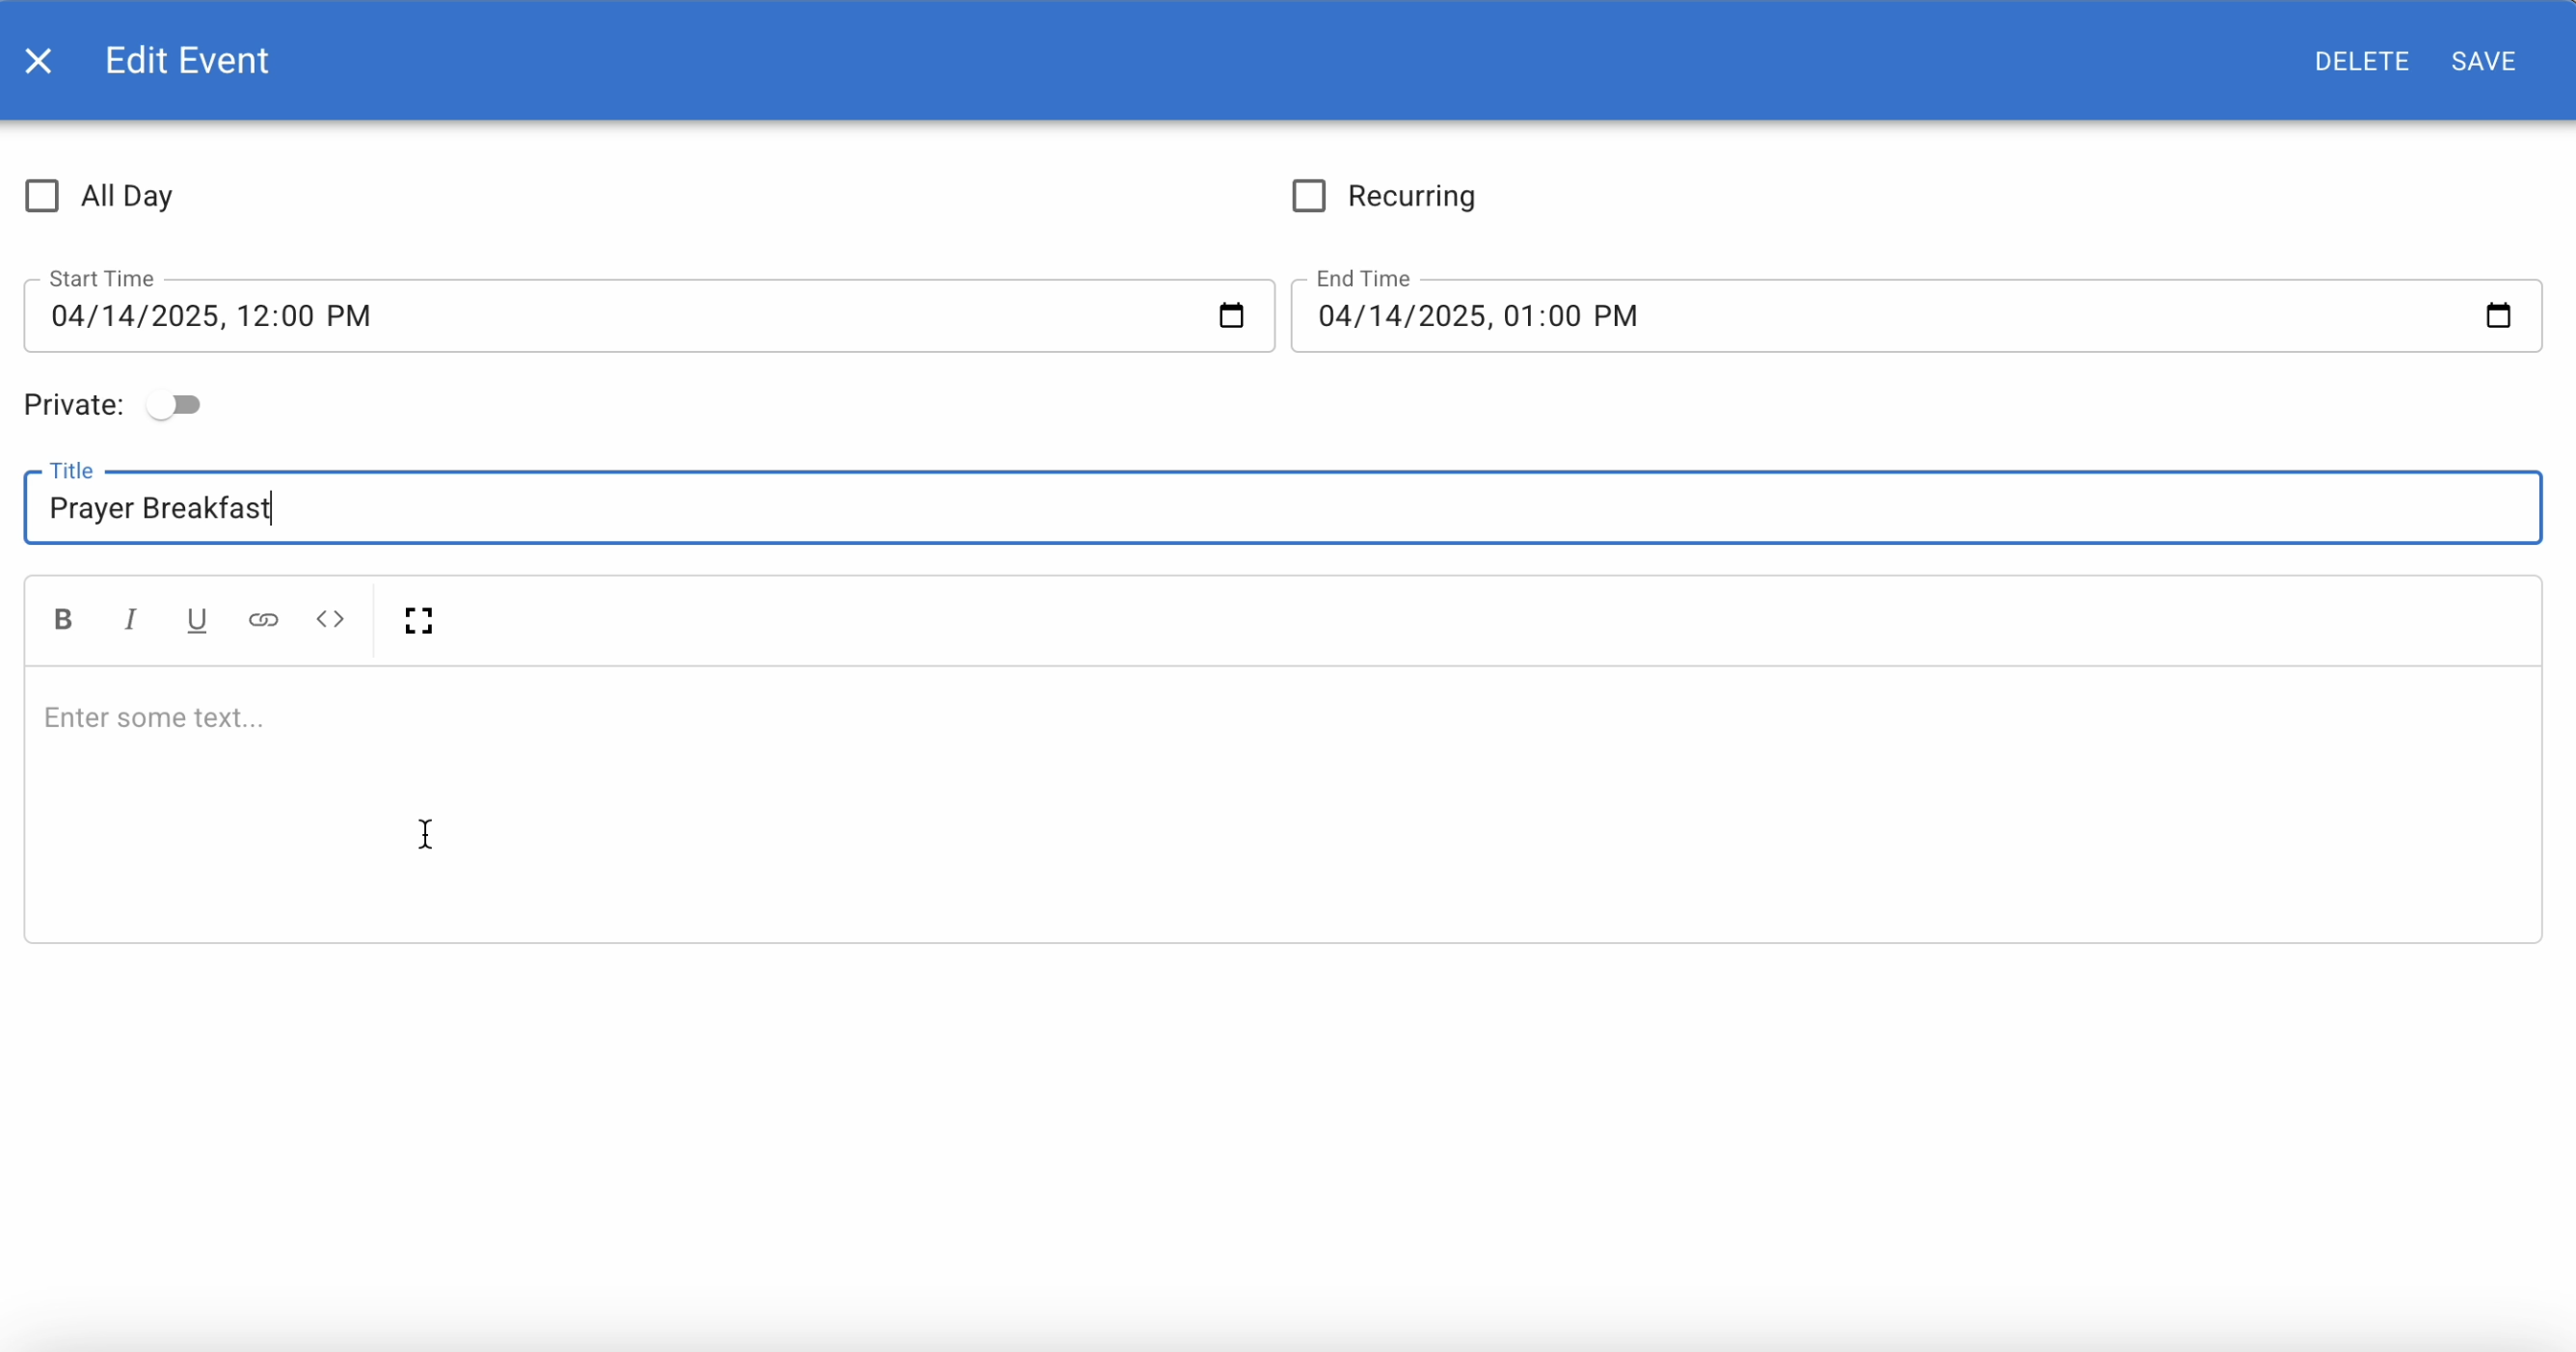 Edit Event
DELETE SAVE
All Day
Recurring
Start Time
04/14/2025, 12:00 PM
End Time
04/14/2025, 01:00 PM
Private:
Title
Prayer Breakfast
B I U <>
Enter some text...